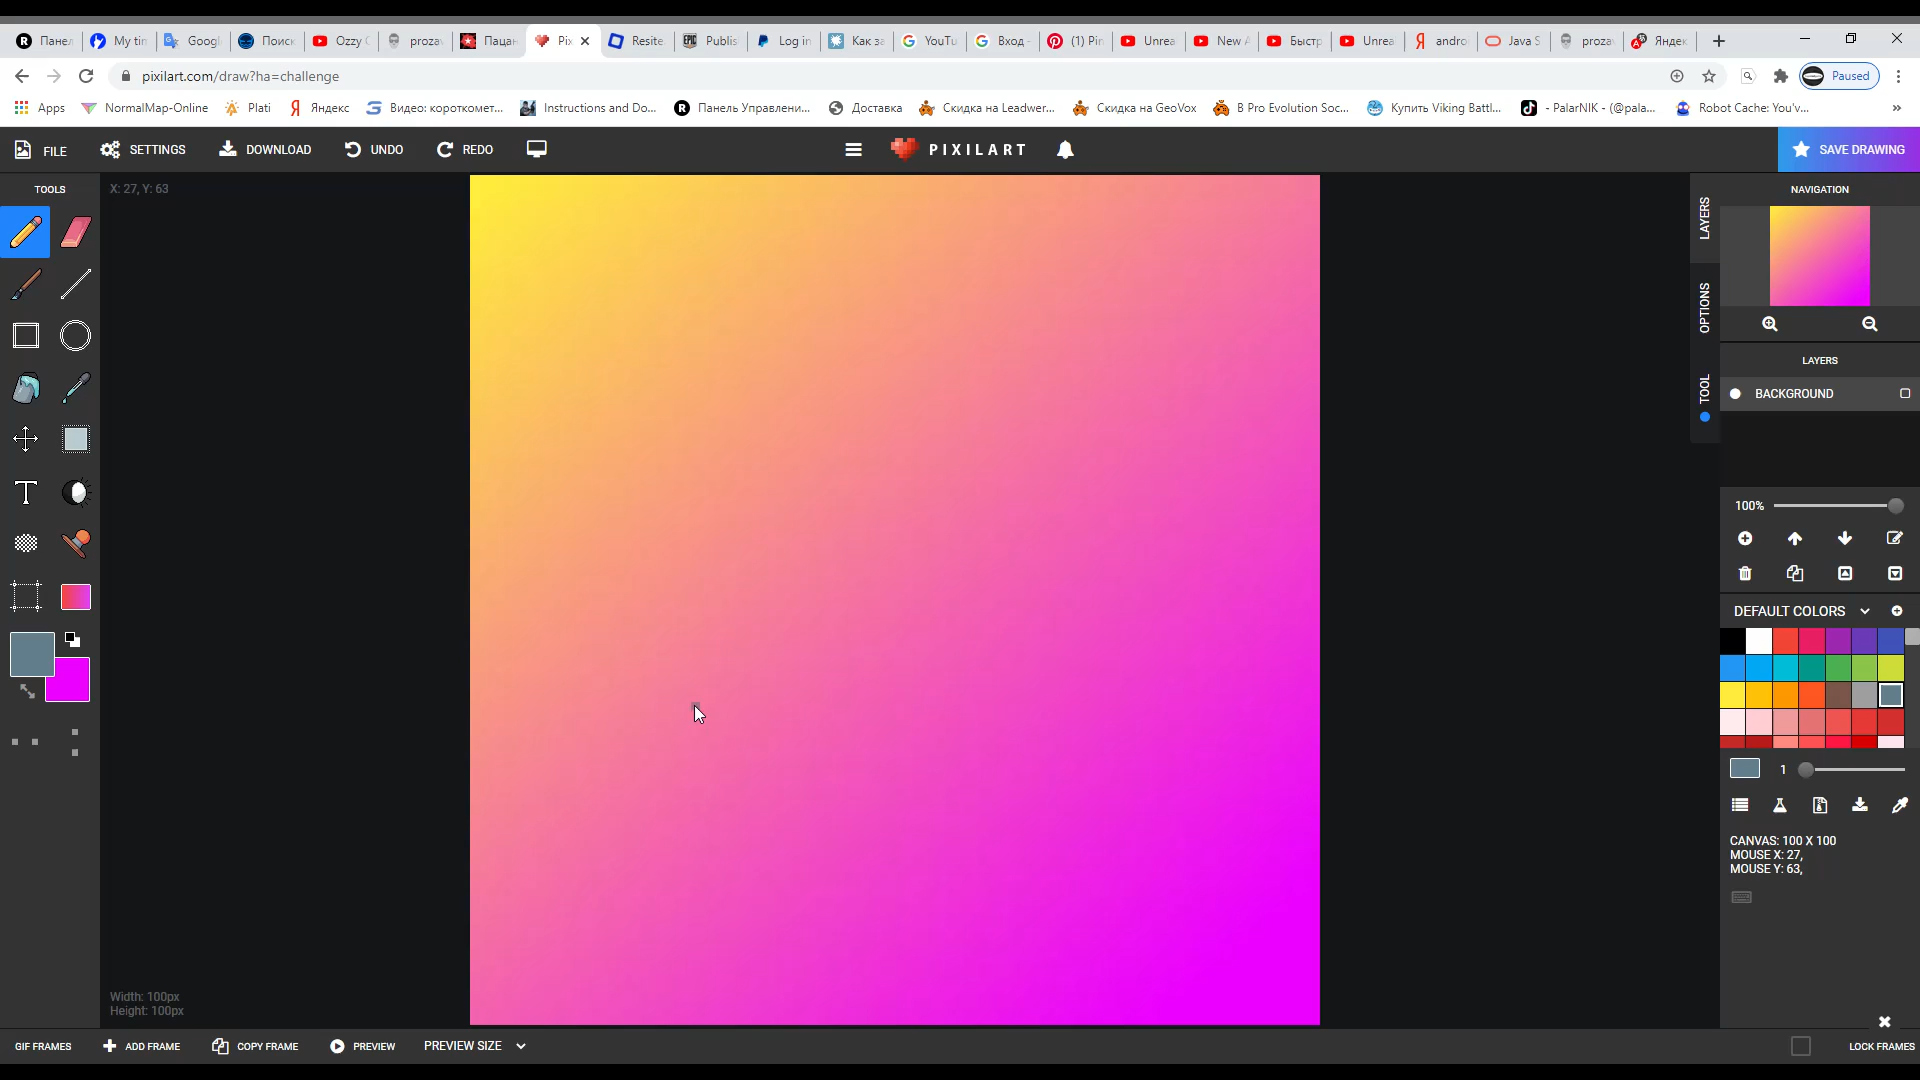 Панел
My tin
Googl
Поиск
Ozzy C
proza
Пацан
Pix
Resite
Publis
Log in
Как за
YouTu
Вход -
(1) Pin
Unrea
New A
Быстр
Unrea
andro
Java S
proza
Яндек
pixilart.com/draw?ha=challenge
Paused
Apps
NormalMap-Online
Plati
Яндекс
Видео: короткомет...
Instructions and Do...
Панель Управлени...
Доставка
Скидка на Leadwer...
Скидка на GeoVox
B Pro Evolution Soc...
Купить Viking Battl...
- PalarNIK - (@pala...
Robot Cache: You'v...
FILE
SETTINGS
DOWNLOAD
UNDO
REDO
PIXILART
SAVE DRAWING
TOOLS
X: 27, Y: 63
NAVIGATION
LAYERS
OPTIONS
TOOL
LAYERS
BACKGROUND
100%
DEFAULT COLORS
1
CANVAS: 100 X 100
MOUSE X: 27,
MOUSE Y: 63,
Width: 100px
Height: 100px
GIF FRAMES
ADD FRAME
COPY FRAME
PREVIEW
PREVIEW SIZE
LOCK FRAMES